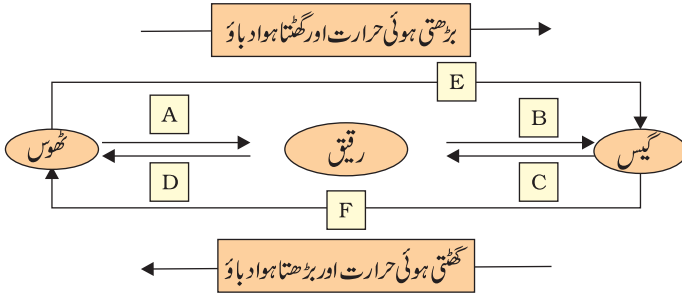 بڑھتی ہوئی حرارت اور گھٹتا ہوا دباؤ
E
A
B
ٹھوس
رقیق
گیس
D
C
F
گھٹتی ہوئی حرارت اور بڑھتا ہوا دباؤ